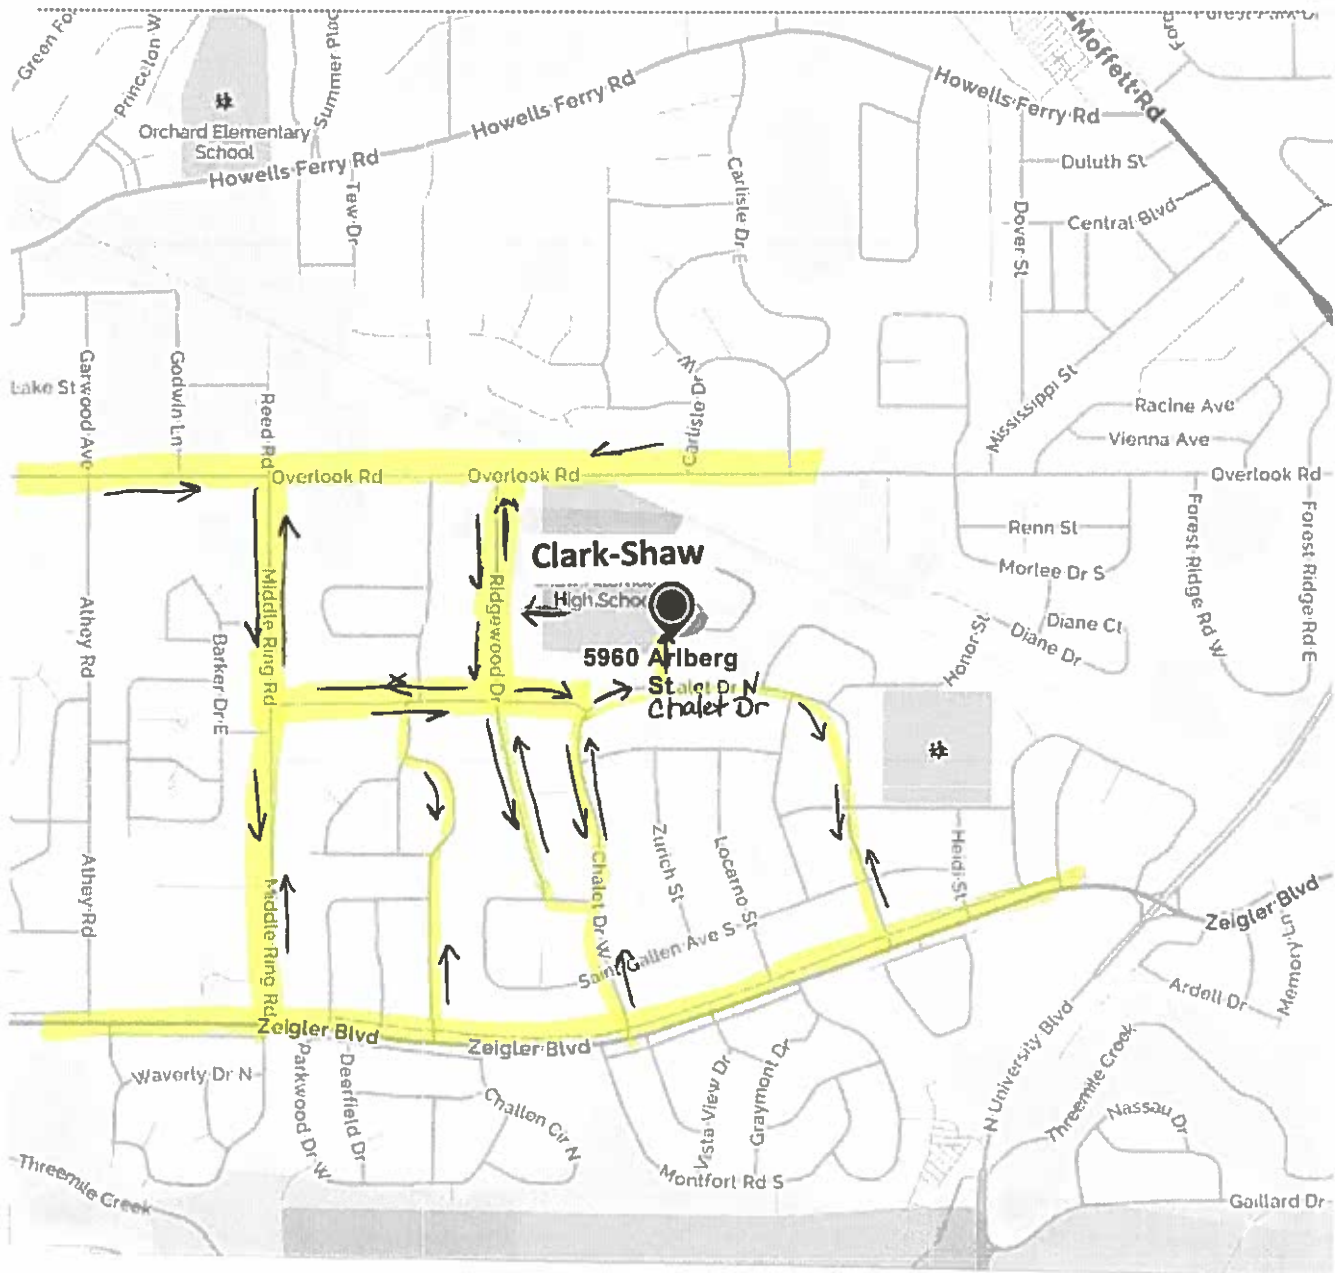 Green Fo
Princeton W
Summer Pl
Moffett Rd
Howells Ferry Rd
Howells Ferry Rd
Orchard Elementary
School
Howells Ferry Rd
Duluth St
Tew Dr
Carlisle Dr E
Dover St
Central Blvd
Lake St
Garwood Ave
Godwin Ln
Reed Rd
Carlisle Dr W
Mississippi St
Racine Ave
Vienna Ave
Overlook Rd
Overlook Rd
Overlook Rd
Renn St
Forest Ridge Rd W
Forest Ridge Rd E
Clark-Shaw
Morlee Dr S
High School
Athey Rd
Middle Ring Rd
Ridgewood Dr
Diane Ct
Diane Dr
Honor St
Barker Dr E
5960 Arlberg
St
alet Dr N
Chalet Dr
Athey Rd
Zurich St
Locarno St
Heidi St
Chalet Dr W
Middle Ring Rd
Saint Gallen Ave S
Zeigler Blvd
Memory Ln
Ardell Dr
Zeigler Blvd
Zeigler Blvd
N University Blvd
Threemile Creek
Waverly Dr N
Parkwood Dr W
Deerfield Dr
Challen Cir N
Vista View Dr
Graymont Dr
Nassau Dr
Montfort Rd S
Threemile Creek
Gaillard Dr